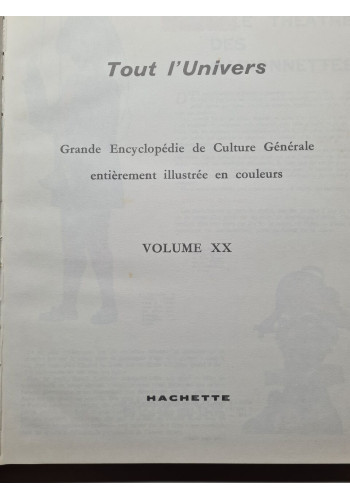 Tout l'Univers
Grande Encyclopédie de Culture Générale
entièrement illustrée en couleurs
VOLUME XX
HACHETTE